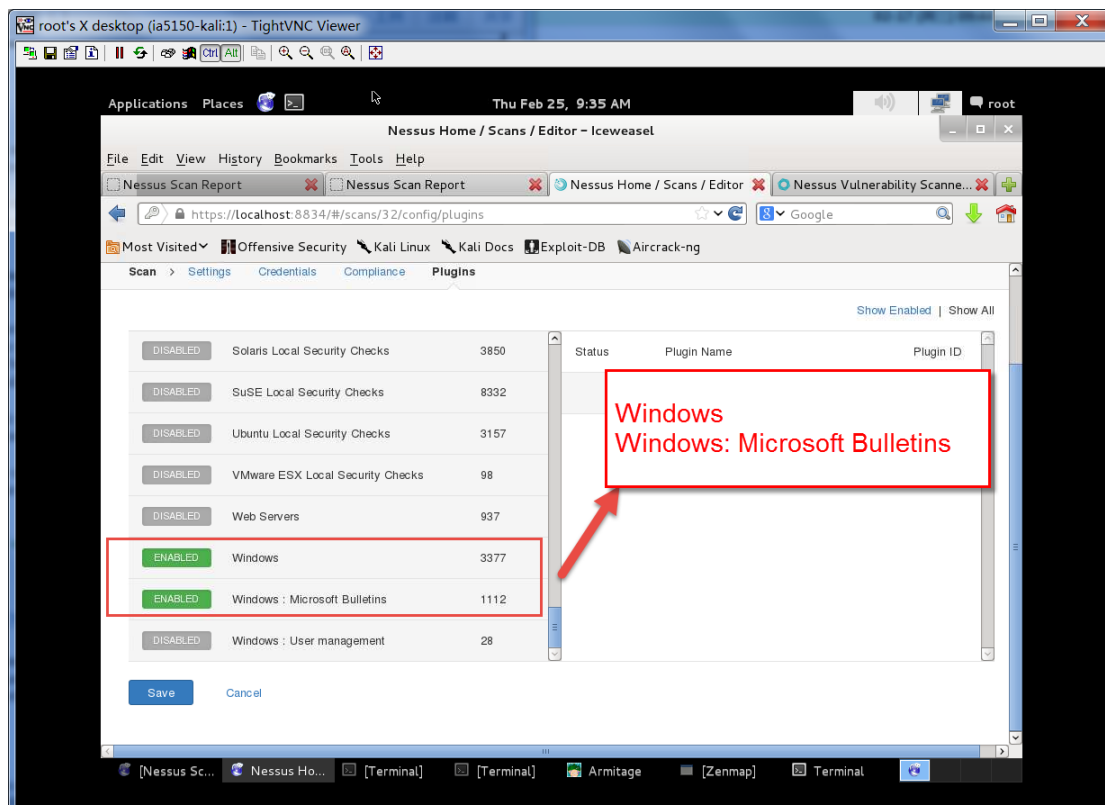 root's X desktop (ia5150-kali:1) - TightVNC Viewer
Ctrl Alt
Applications Places Thu Feb 25, 9:35 AM root
Nessus Home / Scans / Editor - Iceweasel
File Edit View History Bookmarks Tools Help
Nessus Scan Report Nessus Scan Report Nessus Home / Scans / Editor Nessus Vulnerability Scanne...
https://localhost:8834/#/scans/32/config/plugins Google
Most Visited Offensive Security Kali Linux Kali Docs Exploit-DB Aircrack-ng
Scan > Settings Credentials Compliance Plugins
Show Enabled | Show All
Status Plugin Name Plugin ID
DISABLED Solaris Local Security Checks 3850
DISABLED SuSE Local Security Checks 8332
DISABLED Ubuntu Local Security Checks 3157
DISABLED VMware ESX Local Security Checks 98
DISABLED Web Servers 937
ENABLED Windows 3377
ENABLED Windows : Microsoft Bulletins 1112
DISABLED Windows : User management 28
Windows
Windows: Microsoft Bulletins
Save Cancel
[Nessus Sc... Nessus Ho... [Terminal] [Terminal] Armitage [Zenmap] Terminal